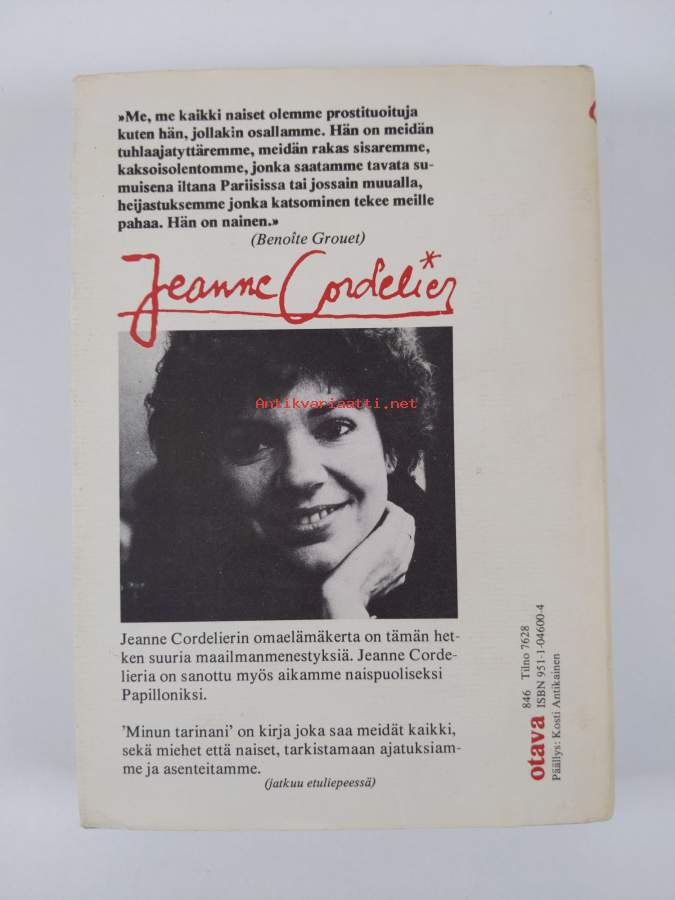 »Me, me kaikki naiset olemme prostituoituja
kuten hän, jollakin osallamme. Hän on meidän
tuhlaajatyttäremme, meidän rakas sisaremme,
kaksoisolentomme, jonka saatamme tavata su-
muisena iltana Pariisissa tai jossain muualla,
heijastuksemme jonka katsominen tekee meille
pahaa. Hän on nainen.»
(Benoîte Grouet)
Jeanne Cordelier*
Antikvariaatti.net
Jeanne Cordelierin omaelämäkerta on tämän het-
ken suuria maailmanmenestyksiä. Jeanne Corde-
lieria on sanottu myös aikamme naispuoliseksi
Papilloniksi.
'Minun tarinani' on kirja joka saa meidät kaikki,
sekä miehet että naiset, tarkistamaan ajatuksiam-
me ja asenteitamme.
(jatkuu etuliepeessä)
otava
846 Tilno 7628
ISBN 951-1-04600-4
Päällys: Kosti Antikainen